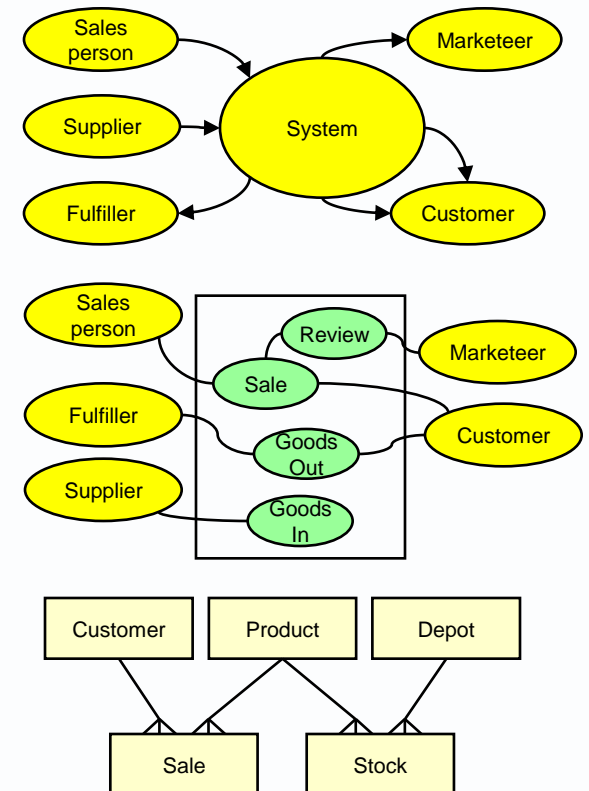 Sales
person
Marketeer
Supplier
System
Fulfiller
Customer
Sales
person
Review
Marketeer
Sale
Fulfiller
Goods
Out
Customer
Supplier
Goods
In
Customer
Product
Depot
Sale
Stock